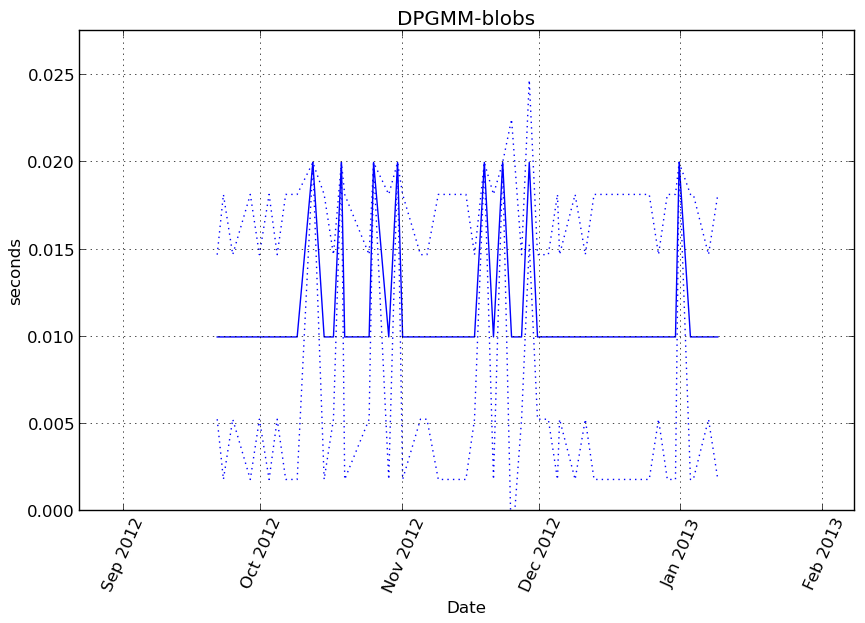 DPGMM-blobs
seconds
0.025
0.020
0.015
0.010
0.005
0.000
Sep 2012
Oct 2012
Nov 2012
Dec 2012
Jan 2013
Feb 2013
Date